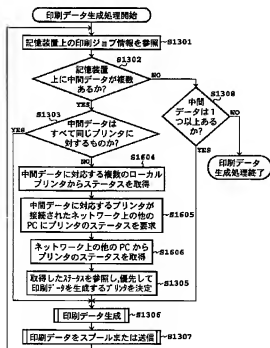 印刷データ生成処理開始
記憶装置上の印刷ジョブ情報を参照
S1301
S1302
記憶装置
上に中間データが複数
あるか?
NO
S1308
YES
S1303
中間データは1
つ以上ある
か?
NO
中間データは
すべて同じプリンタに
対するものか?
YES
NO
S1604
印刷データ
生成処理終了
中間データに対応する複数のローカル
プリンタからステータスを取得
YES
中間データに対応するプリンタが
接続されたネットワーク上の他の
PCにプリンタのステータスを要求
S1605
S1606
ネットワーク上の他のPCから
プリンタのステータスを取得
S1305
取得したステータスを参照し,優先して
印刷データを生成するプリンタを決定
S1306
印刷データ生成
S1307
印刷データをスプールまたは送信